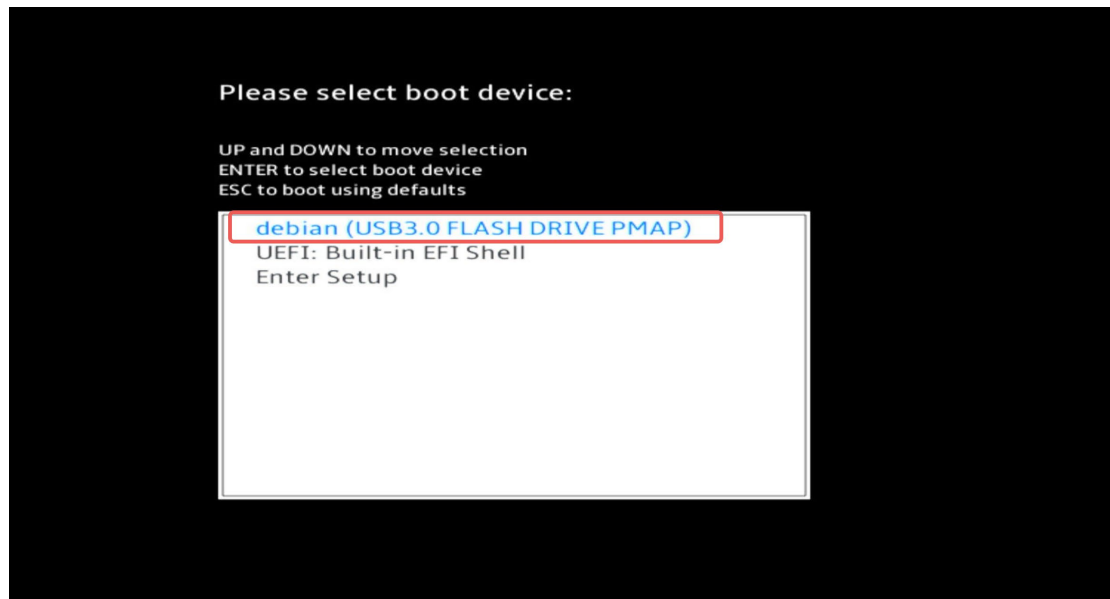 Please select boot device:
UP and DOWN to move selection
ENTER to select boot device
ESC to boot using defaults
debian (USB3.0 FLASH DRIVE PMAP)
UEFI: Built-in EFI Shell
Enter Setup